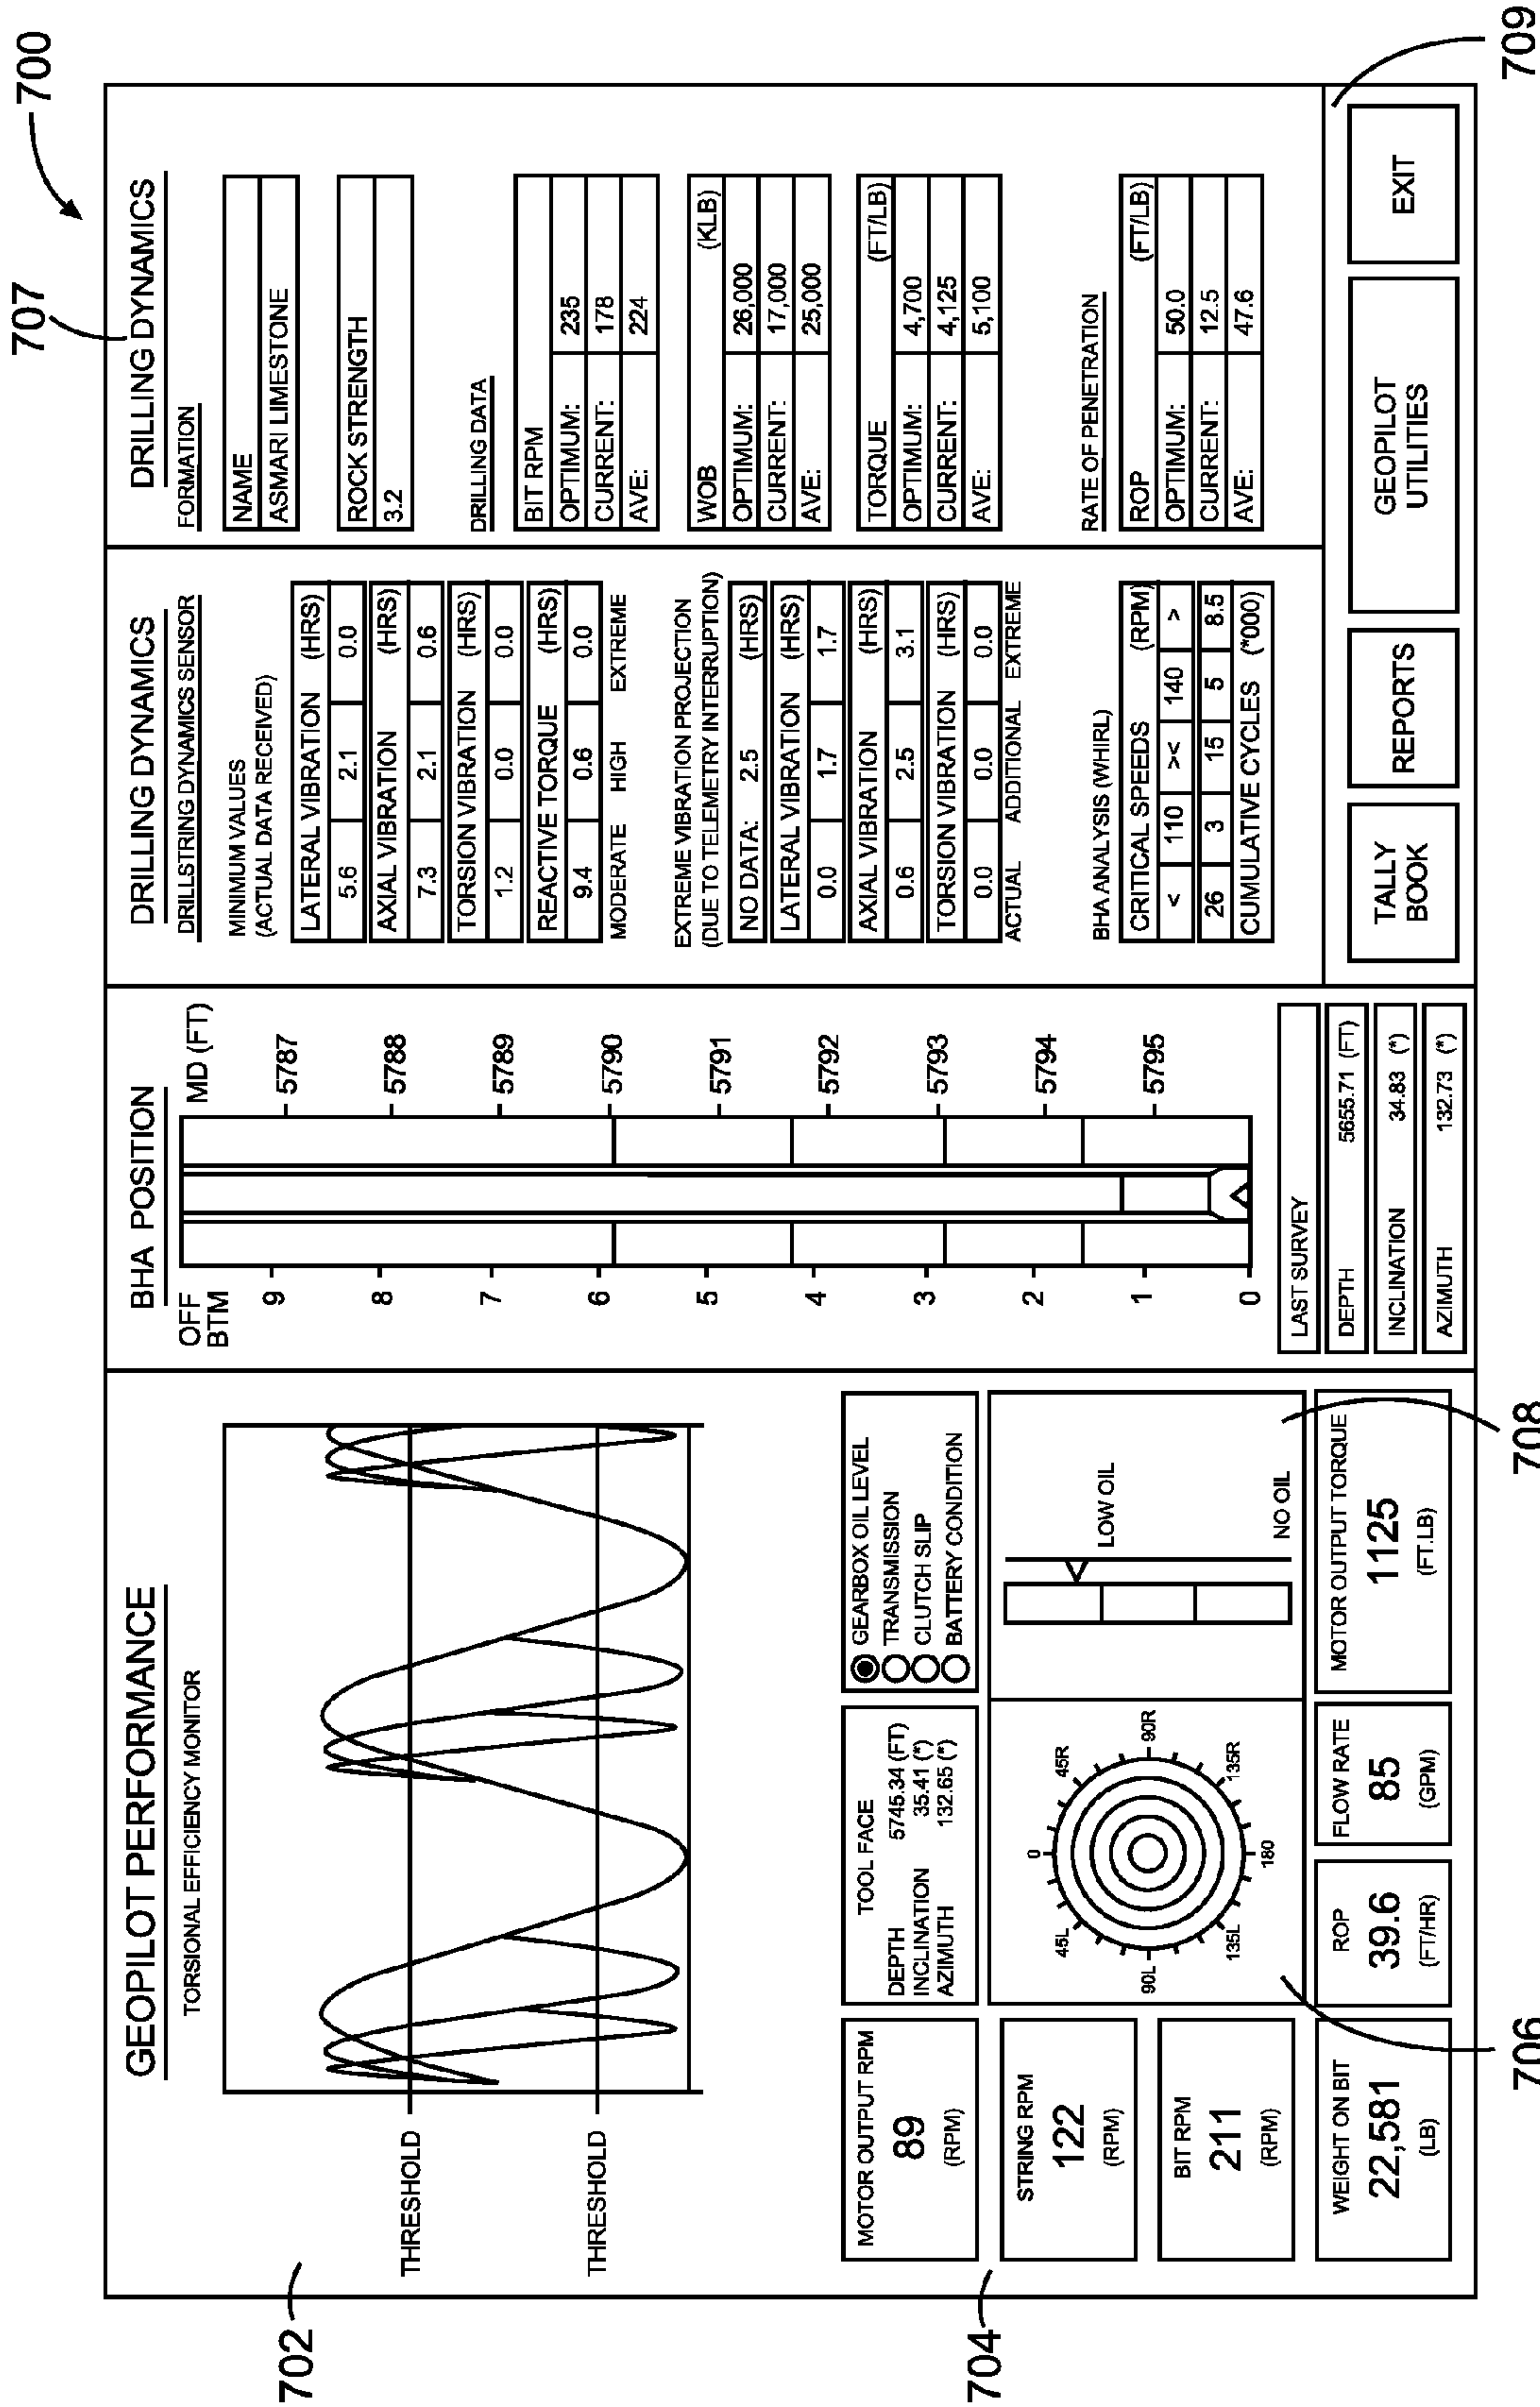 700
707
GEOPILOT PERFORMANCE
TORSIONAL EFFICIENCY MONITOR
702
THRESHOLD
THRESHOLD
704
MOTOR OUTPUT RPM
89
(RPM)
STRING RPM
122
(RPM)
BIT RPM
211
(RPM)
WEIGHT ON BIT
22,581
(LB)
TOOL FACE
DEPTH 5745.34 (FT)
INCLINATION 35.41 (*)
AZIMUTH 132.65 (*)
GEARBOX OIL LEVEL
TRANSMISSION
CLUTCH SLIP
BATTERY CONDITION
0
45L 45R
90L 90R
135L 135R
180
LOW OIL
NO OIL
ROP
39.6
(FT/HR)
FLOW RATE
85
(GPM)
MOTOR OUTPUT TORQUE
1125
(FT.LB)
706
708
BHA POSITION
OFF
BTM
MD (FT)
9 5787
8 5788
7 5789
6 5790
5 5791
4 5792
3 5793
2 5794
1 5795
0
LAST SURVEY
DEPTH 5655.71 (FT)
INCLINATION 34.83 (*)
AZIMUTH 132.73 (*)
DRILLING DYNAMICS
DRILLSTRING DYNAMICS SENSOR
MINIMUM VALUES
(ACTUAL DATA RECEIVED)
LATERAL VIBRATION (HRS)
5.6 2.1 0.0
AXIAL VIBRATION (HRS)
7.3 2.1 0.6
TORSION VIBRATION (HRS)
1.2 0.0 0.0
REACTIVE TORQUE (HRS)
9.4 0.6 0.0
MODERATE HIGH EXTREME
EXTREME VIBRATION PROJECTION
(DUE TO TELEMETRY INTERRUPTION)
NO DATA: 2.5 (HRS)
LATERAL VIBRATION (HRS)
0.0 1.7 1.7
AXIAL VIBRATION (HRS)
0.6 2.5 3.1
TORSION VIBRATION (HRS)
0.0 0.0 0.0
ACTUAL ADDITIONAL EXTREME
BHA ANALYSIS (WHIRL)
CRITICAL SPEEDS (RPM)
< 110 >< 140 >
26 3 15 5 8.5
CUMULATIVE CYCLES (*000)
DRILLING DYNAMICS
FORMATION
NAME
ASMARI LIMESTONE
ROCK STRENGTH
3.2
DRILLING DATA
BIT RPM
OPTIMUM: 235
CURRENT: 178
AVE: 224
WOB (KLB)
OPTIMUM: 26,000
CURRENT: 17,000
AVE: 25,000
TORQUE (FT/LB)
OPTIMUM: 4,700
CURRENT: 4,125
AVE: 5,100
RATE OF PENETRATION
ROP (FT/LB)
OPTIMUM: 50.0
CURRENT: 12.5
AVE: 47.6
TALLY
BOOK
REPORTS
GEOPILOT
UTILITIES
EXIT
709